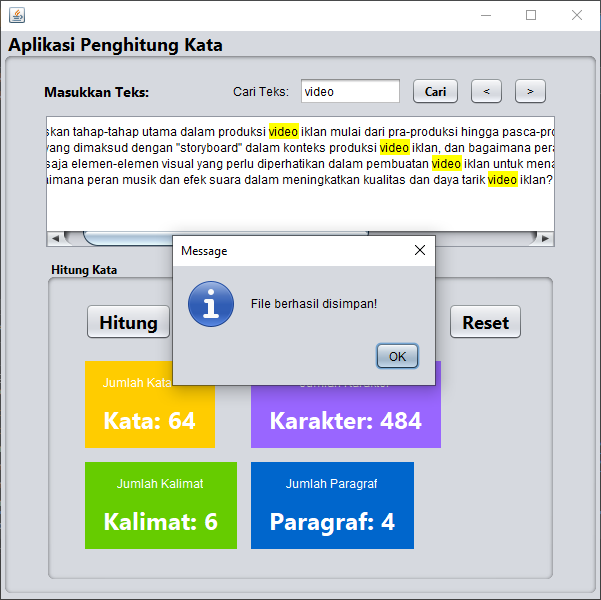 Aplikasi Penghitung Kata
Masukkan Teks:
Cari Teks:
video
Cari
<
>
skan tahap-tahap utama dalam produksi video iklan mulai dari pra-produksi hingga pasca-pro
yang dimaksud dengan "storyboard" dalam konteks produksi video iklan, dan bagaimana pera
saja elemen-elemen visual yang perlu diperhatikan dalam pembuatan video iklan untuk mena
aimana peran musik dan efek suara dalam meningkatkan kualitas dan daya tarik video iklan?
Message
File berhasil disimpan!
OK
Hitung Kata
Hitung
Reset
Jumlah Kata
Kata: 64
Jumlah Karakter
Karakter: 484
Jumlah Kalimat
Kalimat: 6
Jumlah Paragraf
Paragraf: 4